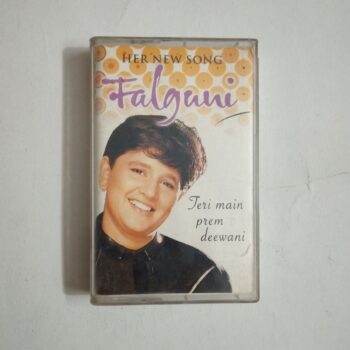 HER NEW SONG
Falguni
Teri main
prem
deewani